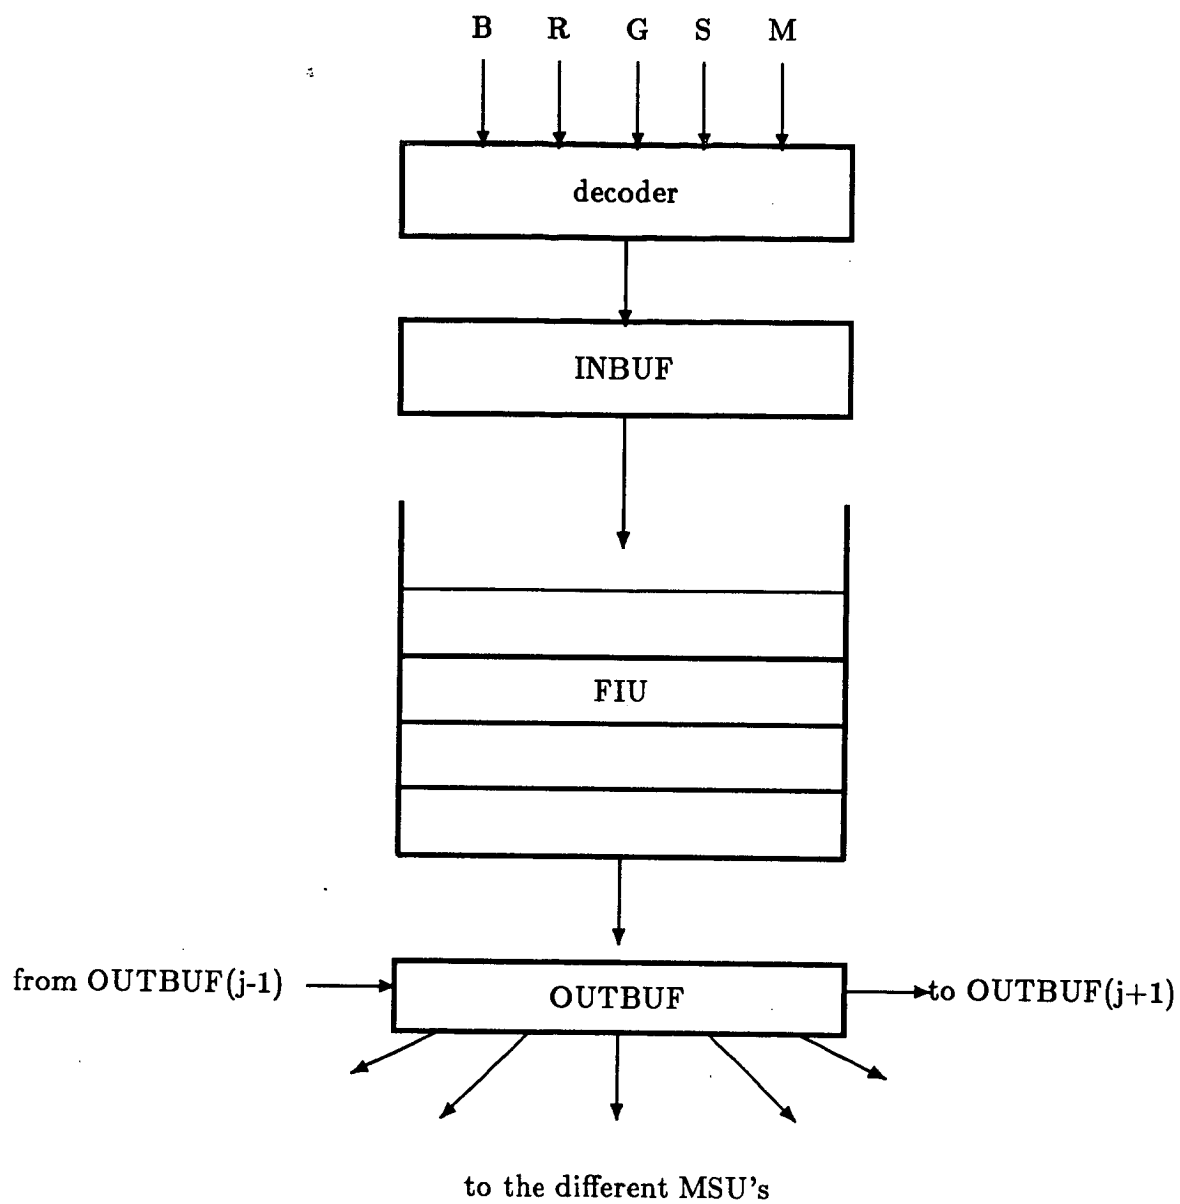 B R G S M
decoder
INBUF
FIU
from OUTBUF(j-1)
OUTBUF
to OUTBUF(j+1)
to the different MSU's